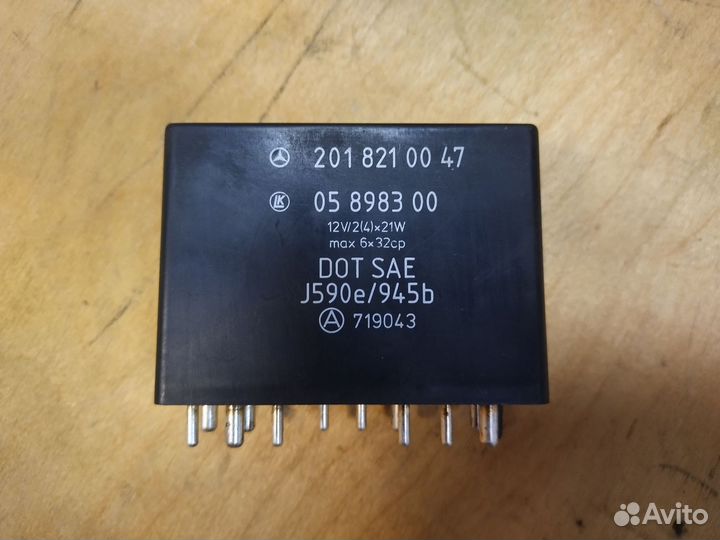 201 821 00 47
LK 05 8983 00
12V/2(4)×21W
max 6×32cp
DOT SAE
J590e/945b
A 719043
Avito